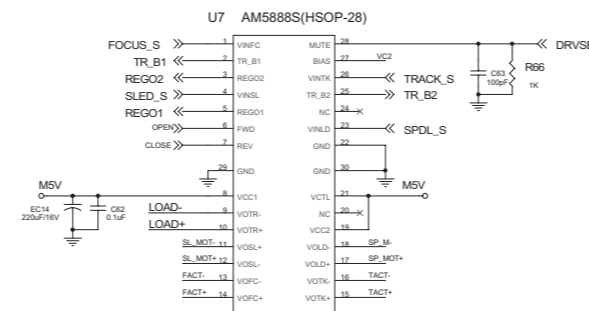 U7 AM5888S(HSOP-28)
FOCUS_S 1 VINFC MUTE 28 DRVSB
TR_B1 2 TR_B1 BIAS 27 VC2
REGO2 3 REGO2 VINTK 26 TRACK_S
SLED_S 4 VINSL TR_B2 25 TR_B2
REGO1 5 REGO1 NC 24
OPEN 6 FWD VINLD 23 SPDL_S
CLOSE 7 REV GND 22
29 GND GND 30
C63
100pF
R66
1K
M5V 8 VCC1 VCTL 21 M5V
LOAD- 9 VOTR- NC 20
LOAD+ 10 VOTR+ VCC2 19
SL_MOT- 11 VOSL+ VOLD- 18 SP_M-
SL_MOT+ 12 VOSL- VOLD+ 17 SP_MOT+
FACT- 13 VOFC- VOTK- 16 TACT-
FACT+ 14 VOFC+ VOTK+ 15 TACT+
EC14
220uF/16V
C62
0.1uF